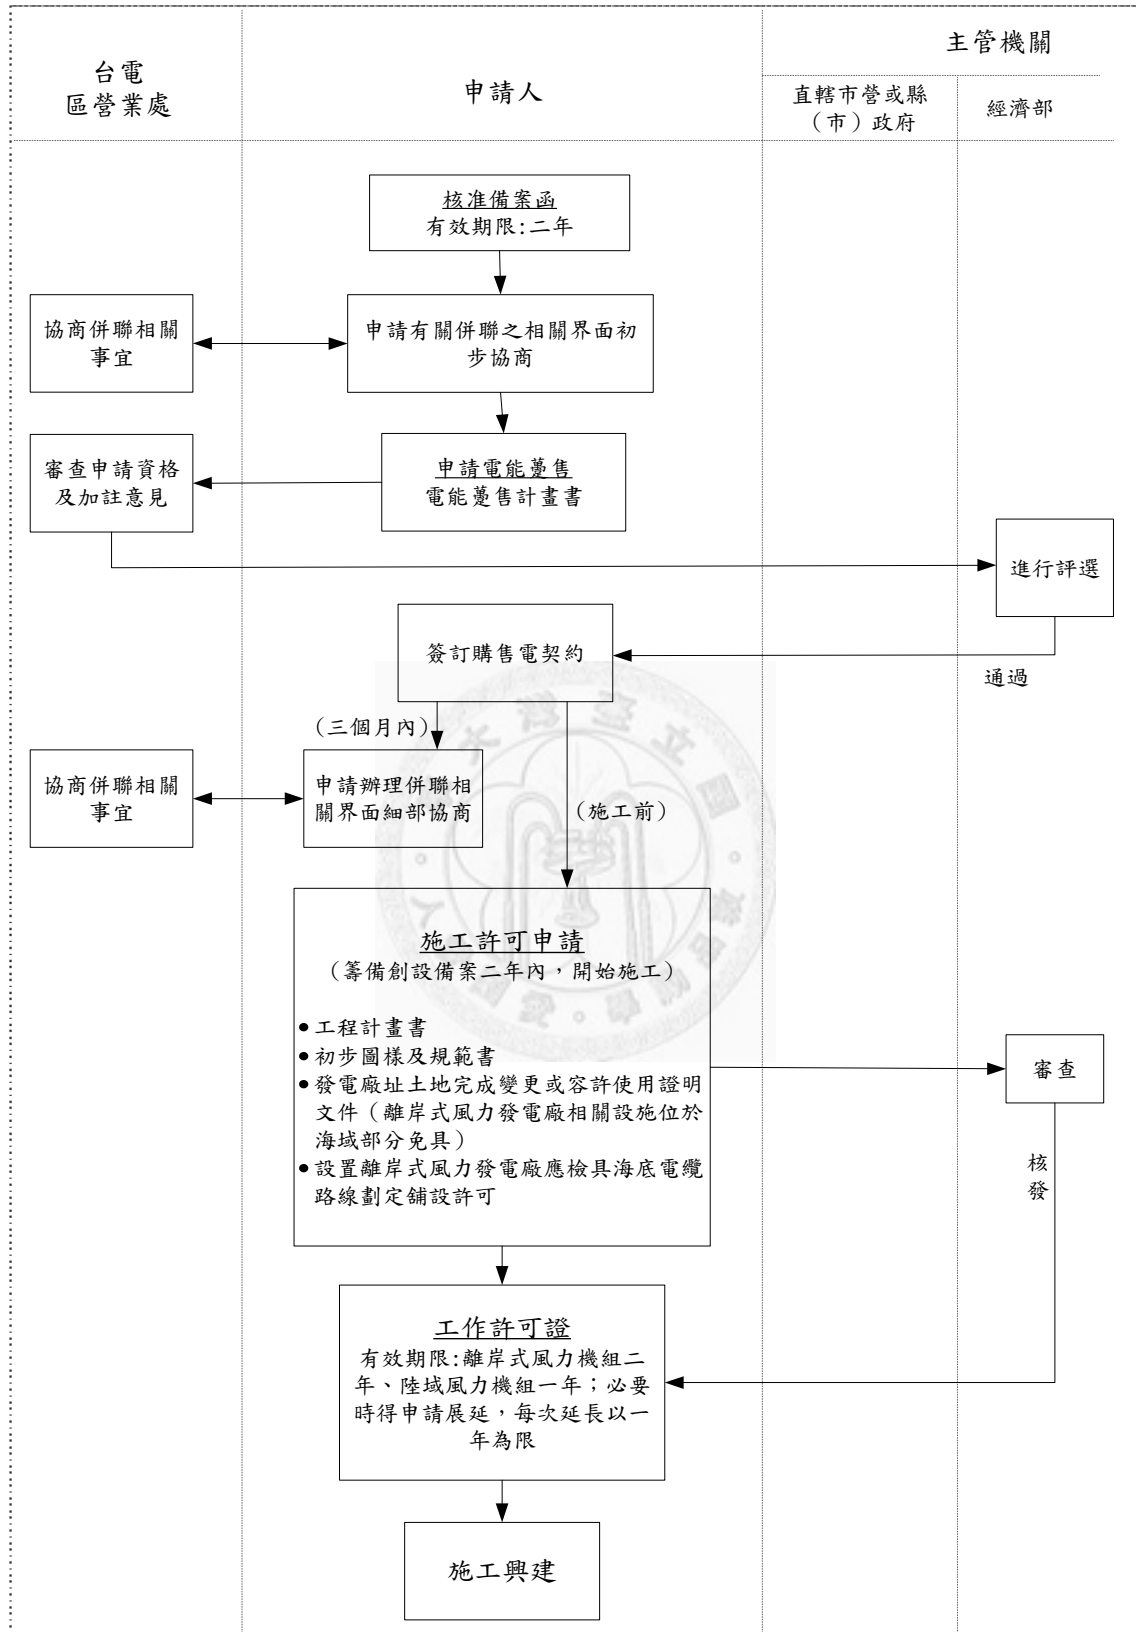 台電
區營業處
申請人
主管機關
直轄市營或縣
（市）政府
經濟部
核准備案函
有效期限:二年
協商併聯相關
事宜
申請有關併聯之相關界面初
步協商
審查申請資格
及加註意見
申請電能躉售
電能躉售計畫書
進行評選
簽訂購售電契約
通過
(三個月內)
協商併聯相關
事宜
申請辦理併聯相
關界面細部協商
(施工前)
施工許可申請
（籌備創設備案二年內，開始施工）
●工程計畫書
●初步圖樣及規範書
●發電廠址土地完成變更或容許使用證明
文件（離岸式風力發電廠相關設施位於
海域部分免具）
●設置離岸式風力發電廠應檢具海底電纜
路線劃定舖設許可
審查
核
發
工作許可證
有效期限:離岸式風力機組二
年、陸域風力機組一年；必要
時得申請展延，每次延長以一
年為限
施工興建